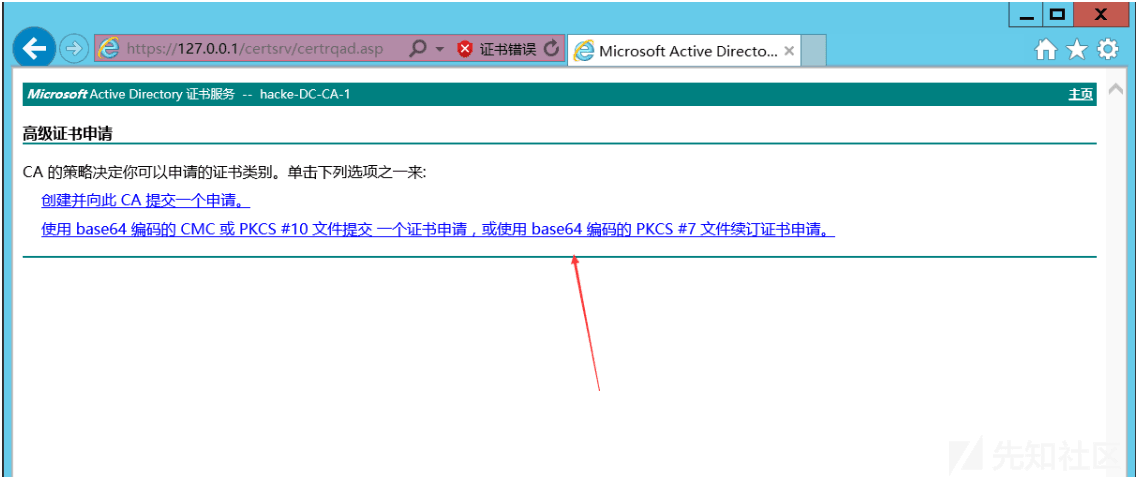 X
https://127.0.0.1/certsrv/certrqad.asp 证书错误 Microsoft Active Directo... ×
Microsoft Active Directory 证书服务 -- hacke-DC-CA-1 主页
高级证书申请
CA 的策略决定你可以申请的证书类别。单击下列选项之一来:
创建并向此 CA 提交一个申请。
使用 base64 编码的 CMC 或 PKCS #10 文件提交 一个证书申请，或使用 base64 编码的 PKCS #7 文件续订证书申请。
先知社区